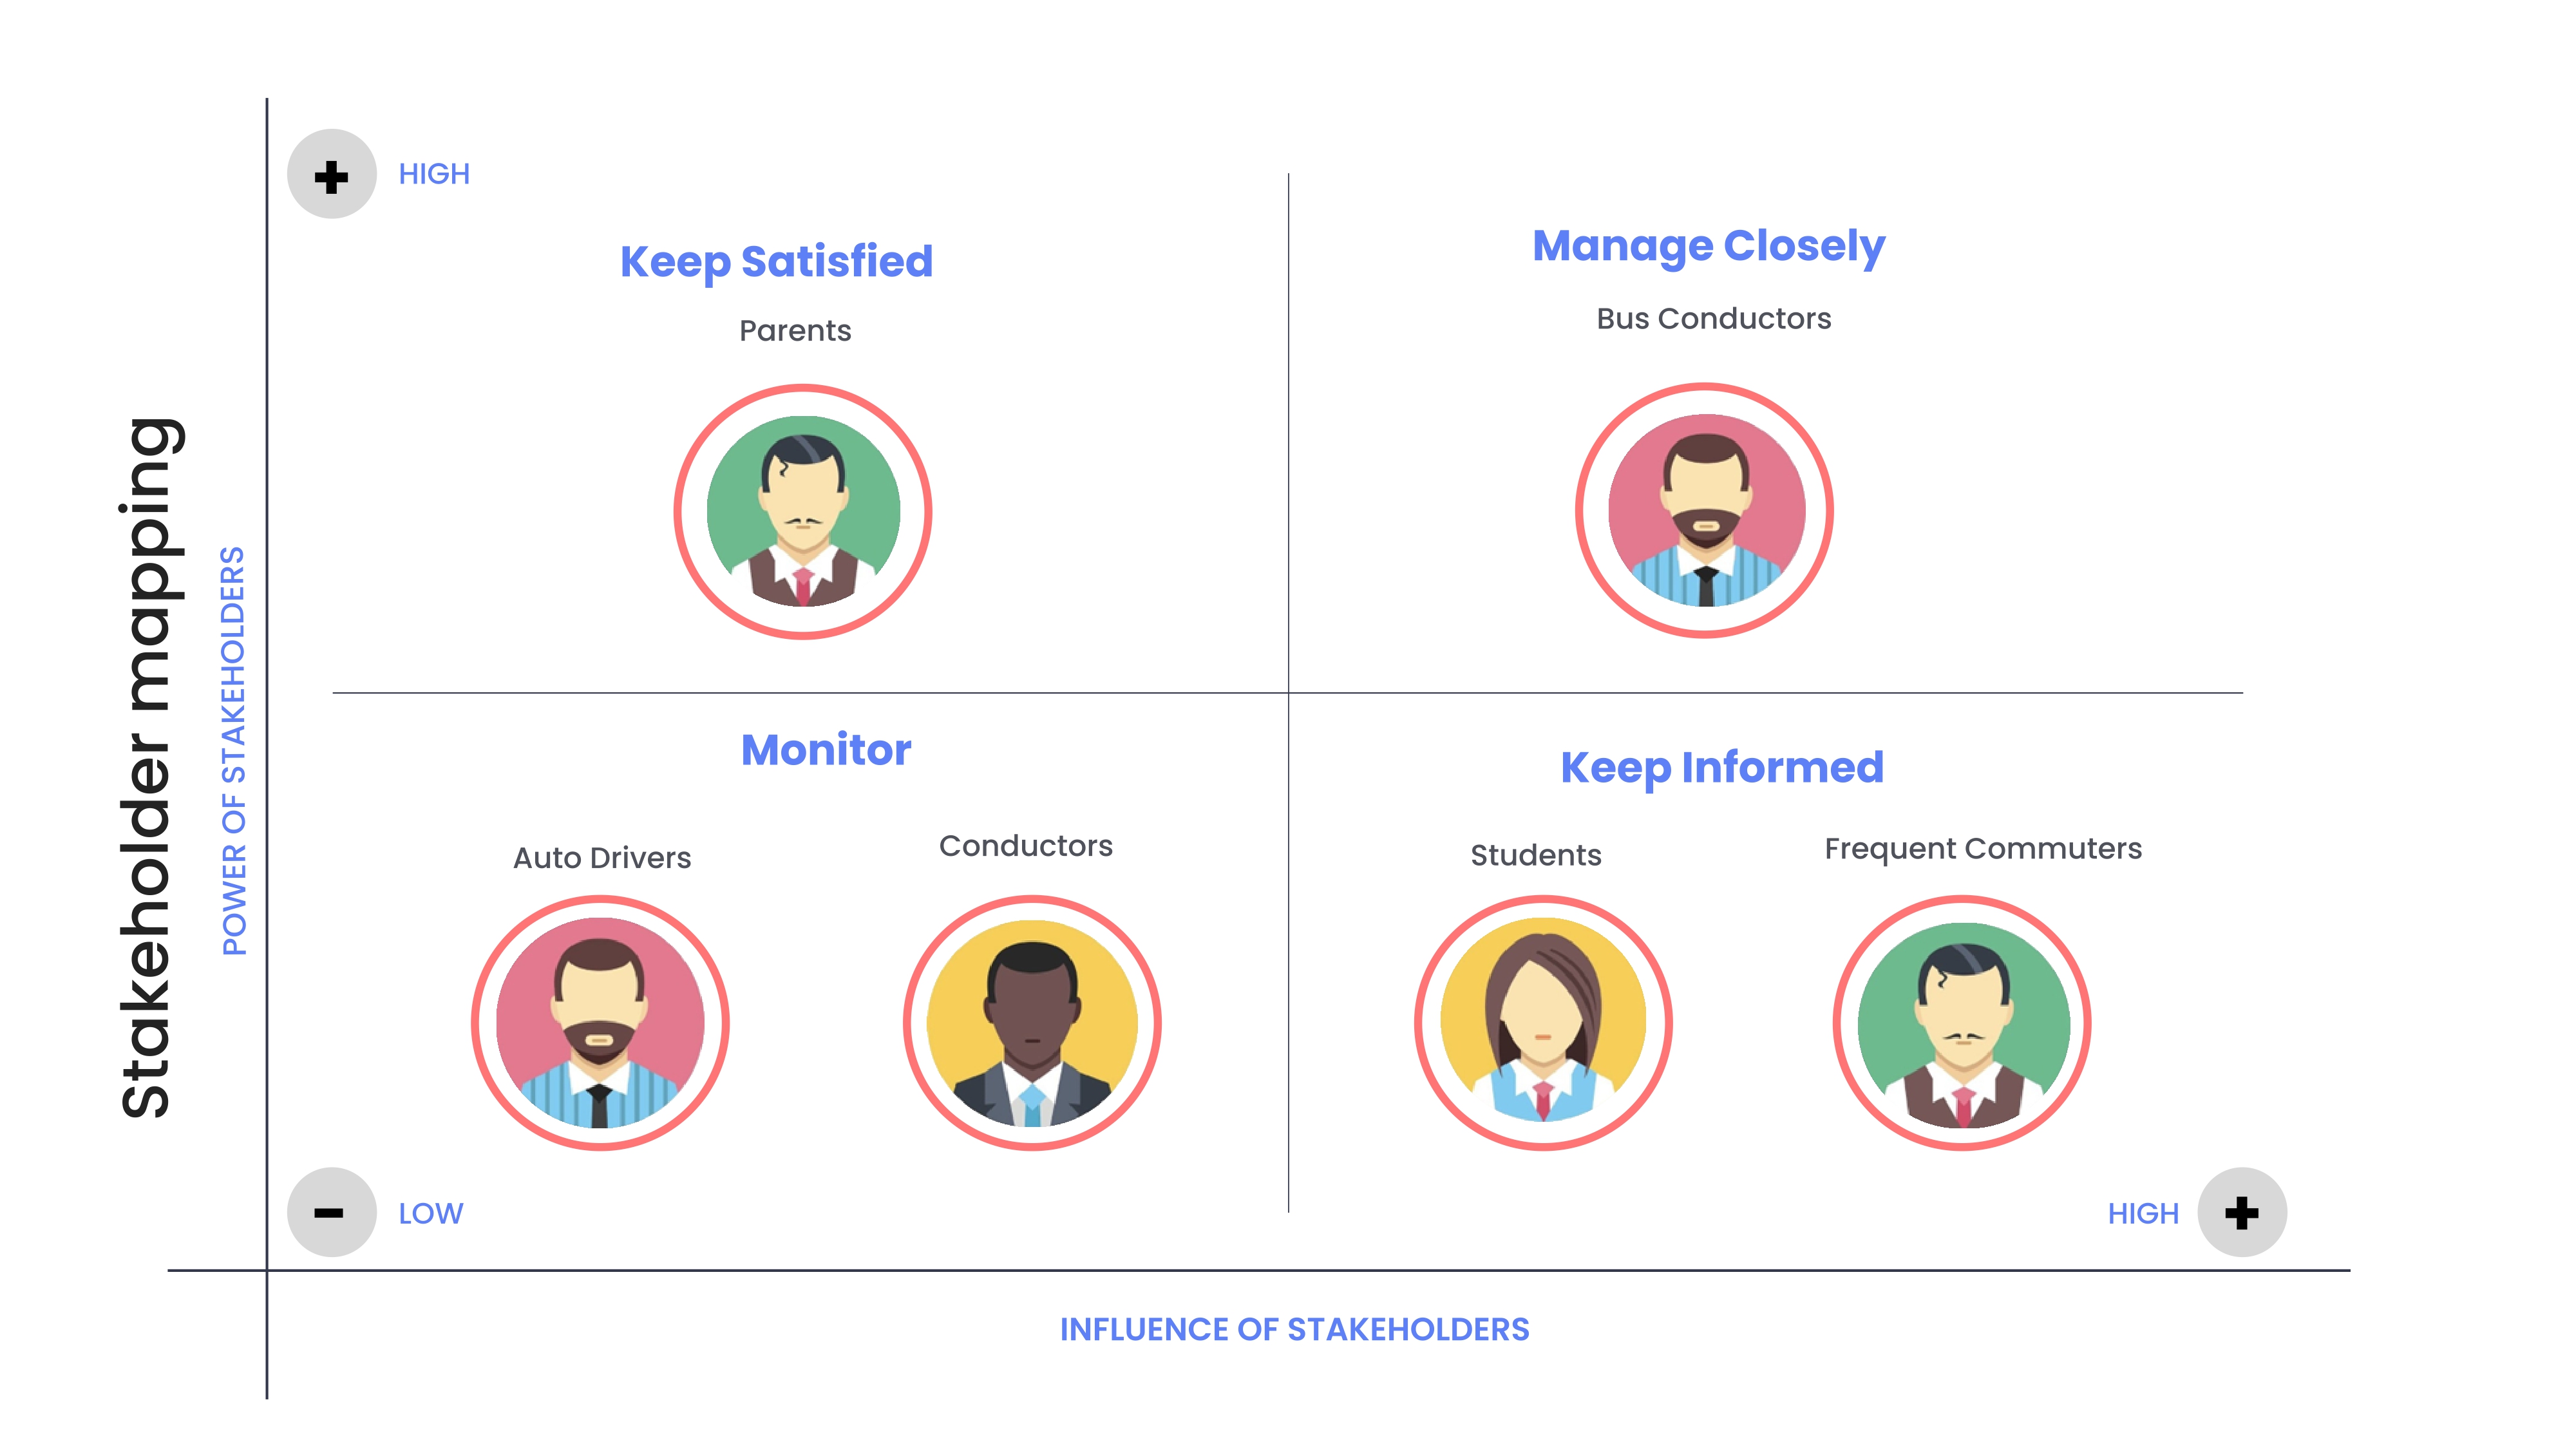 Stakeholder mapping
POWER OF STAKEHOLDERS
+ HIGH
Keep Satisfied
Parents
Manage Closely
Bus Conductors
Monitor
Auto Drivers
Conductors
Keep Informed
Students
Frequent Commuters
- LOW
HIGH +
INFLUENCE OF STAKEHOLDERS